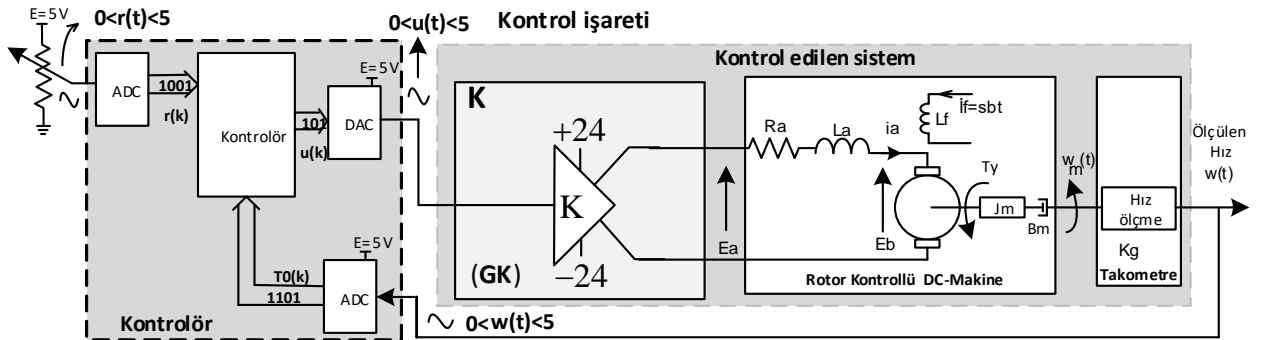 E=5V
0<r(t)<5
ADC
1001
r(k)
Kontrolör
101
u(k)
E=5V
DAC
T0(k)
1101
E=5V
ADC
Kontrolör
0<u(t)<5
Kontrol işareti
0<w(t)<5
Kontrol edilen sistem
K
+24
K
−24
(GK)
Ea
Ra
La
ia
Eb
İf=sbt
Lf
Ty
Jm
Bm
Rotor Kontrollü DC-Makine
wm(t)
Hız
ölçme
Kg
Takometre
Ölçülen
Hız
w(t)